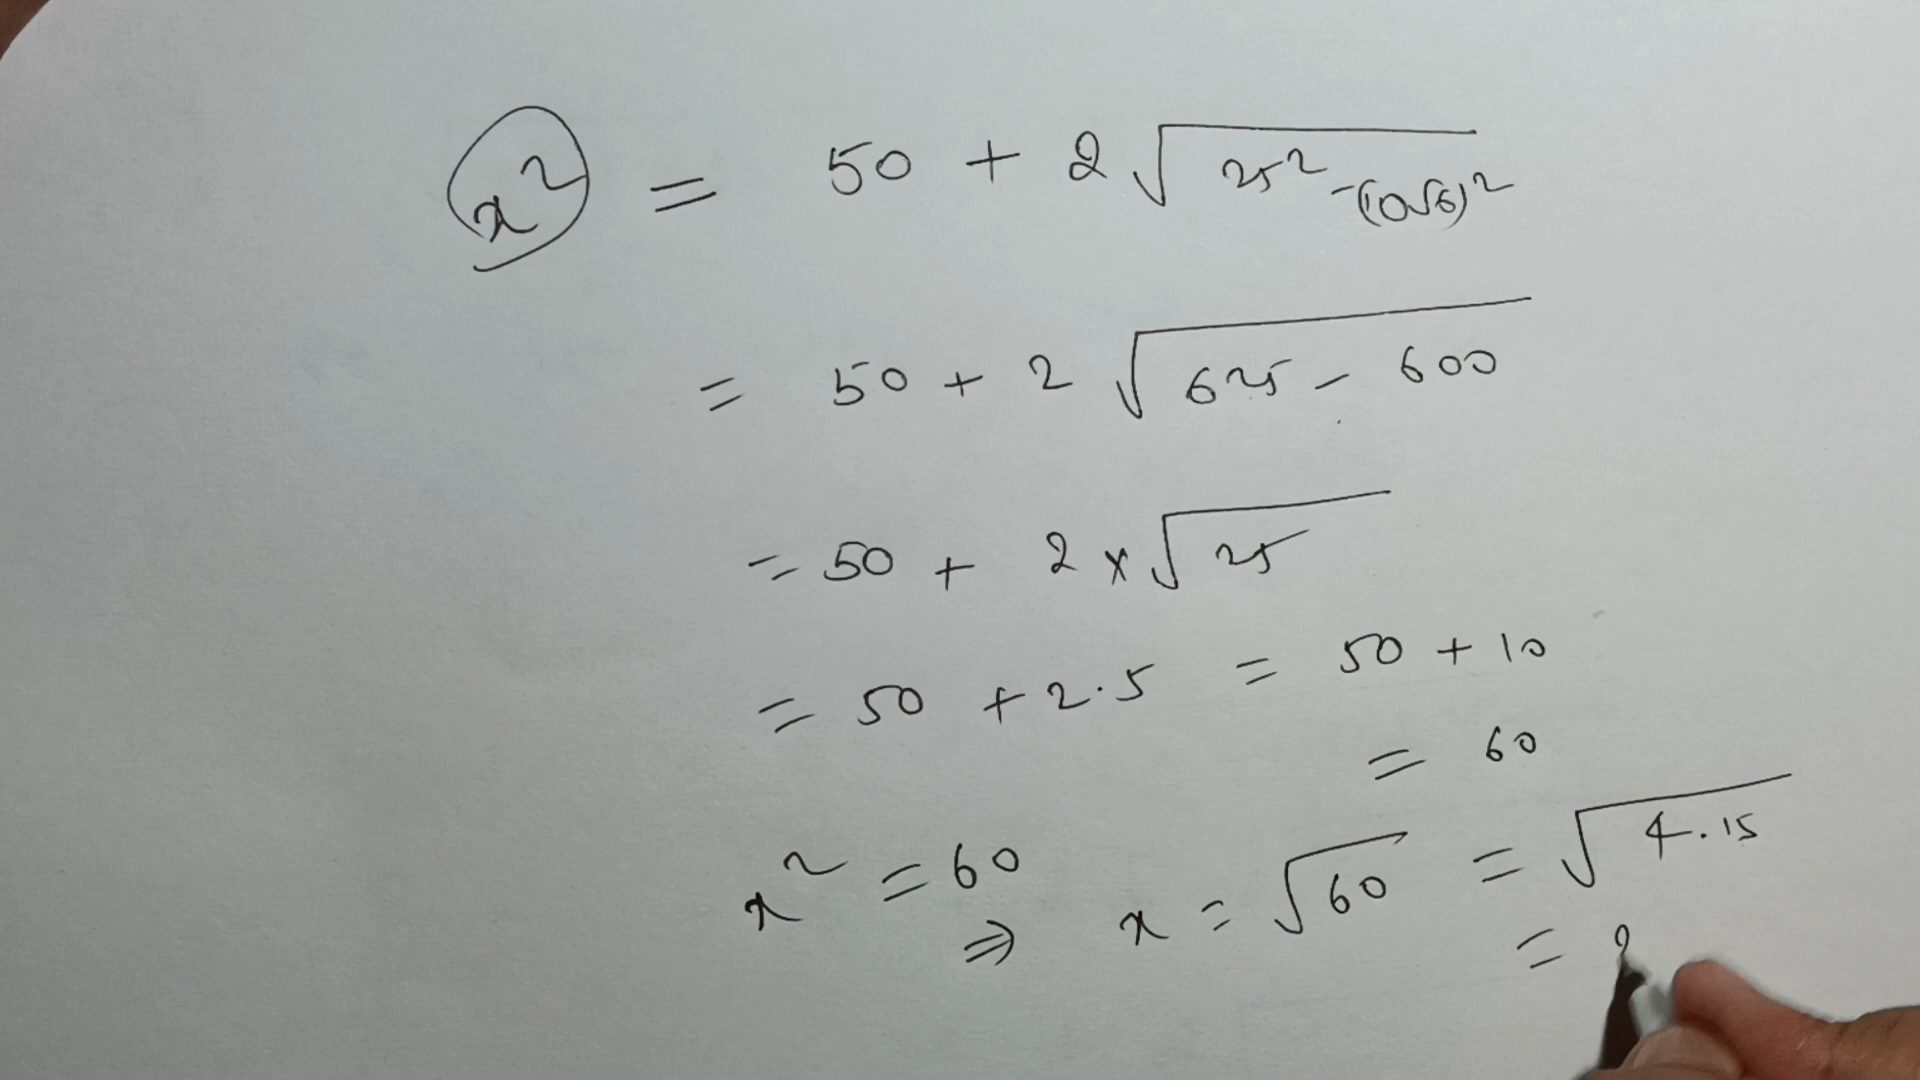 x² = 50 + 2√25² - (10√6)²
= 50 + 2√625 - 600
= 50 + 2 × √25
= 50 + 2·5 = 50 + 10
= 60
x² = 60 ⇒ x = √60 = √4·15
= 2